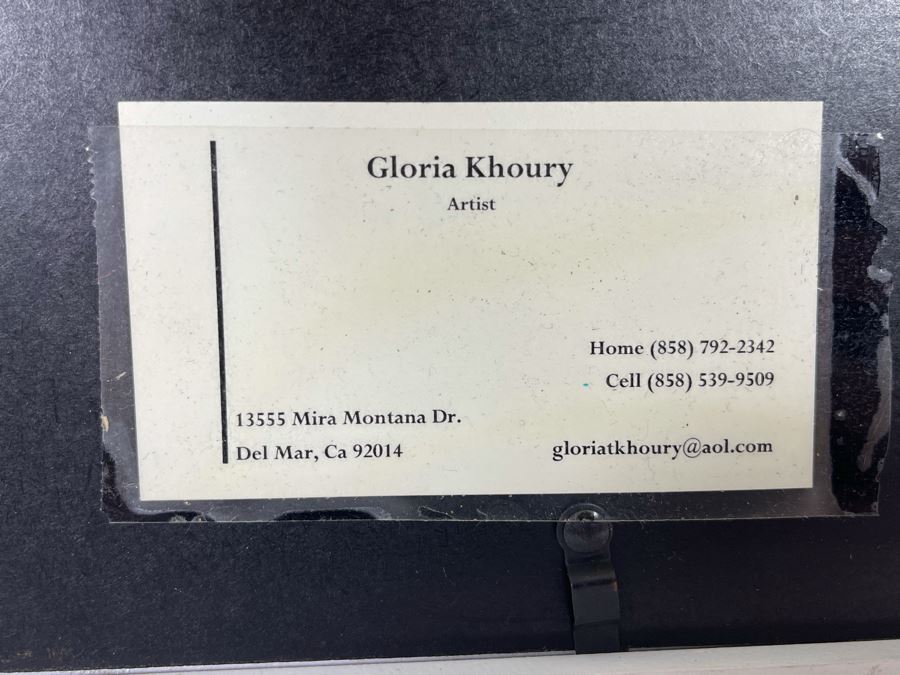 Gloria Khoury
Artist
Home (858) 792-2342
Cell (858) 539-9509
13555 Mira Montana Dr.
Del Mar, Ca 92014
gloriatkhoury@aol.com